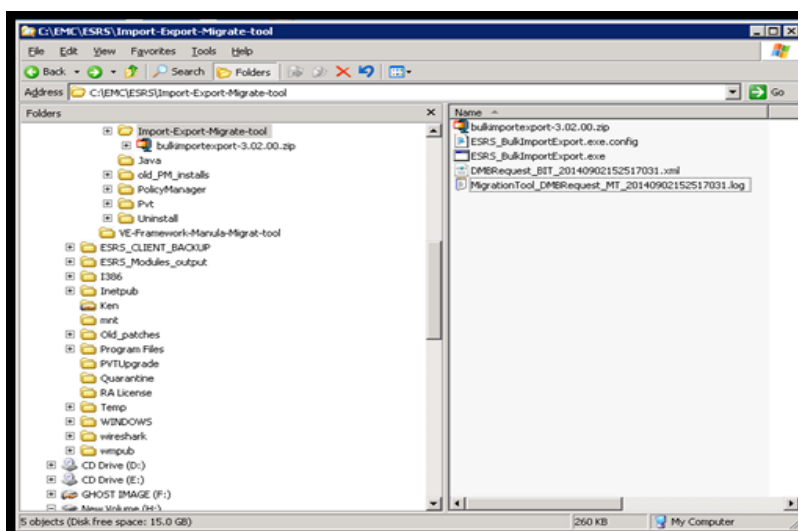 C:\EMC\ESRS\Import-Export-Migrate-tool
File Edit View Favorites Tools Help
Back Search Folders
Address C:\EMC\ESRS\Import-Export-Migrate-tool Go
Folders
Import-Export-Migrate-tool
bulkimportexport-3.02.00.zip
Java
old_PM_installs
PolicyManager
Pvt
Uninstall
VE-Framework-Manula-Migrat-tool
ESRS_CLIENT_BACKUP
ESRS_Modules_output
I386
Inetpub
Ken
mnt
Old_patches
Program Files
PVTUpgrade
Quarantine
RA License
Temp
WINDOWS
wireshark
wmpub
CD Drive (D:)
CD Drive (E:)
GHOST IMAGE (F:)
New Volume (H:)
Name
bulkimportexport-3.02.00.zip
ESRS_BulkImportExport.exe.config
ESRS_BulkImportExport.exe
DMBRequest_BIT_20140902152517031.xml
MigrationTool_DMBRequest_MT_20140902152517031.log
5 objects (Disk free space: 15.0 GB) 260 KB My Computer